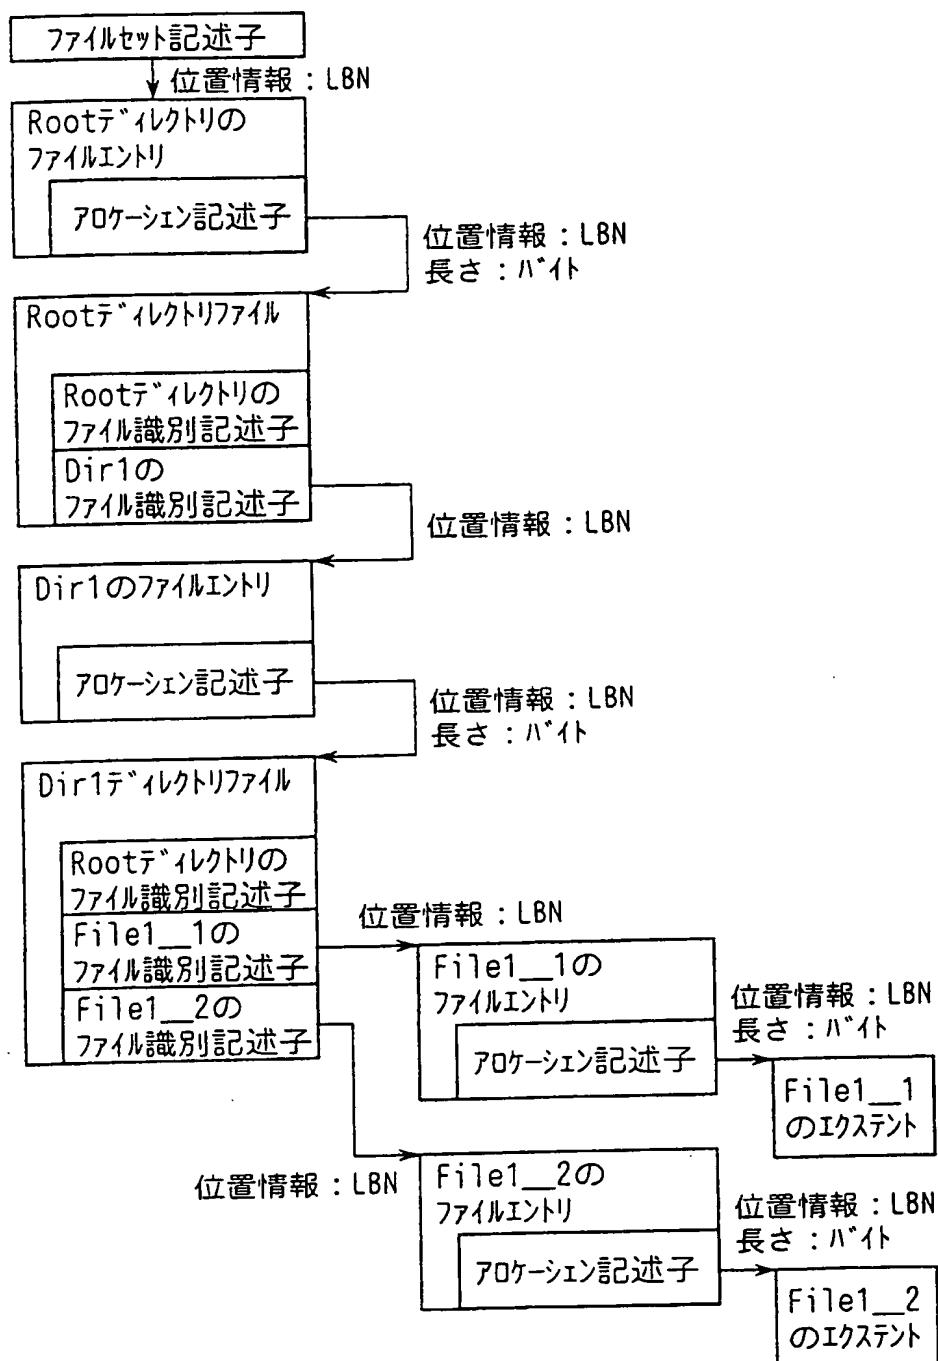 ファイルセット記述子
位置情報：LBN
Rootディレクトリの
ファイルエントリ
アロケーシェン記述子
位置情報：LBN
長さ：バイト
Rootディレクトリファイル
Rootディレクトリの
ファイル識別記述子
Dir1の
ファイル識別記述子
位置情報：LBN
Dir1のファイルエントリ
アロケーシェン記述子
位置情報：LBN
長さ：バイト
Dir1ディレクトリファイル
Rootディレクトリの
ファイル識別記述子
File1__1の
ファイル識別記述子
File1__2の
ファイル識別記述子
位置情報：LBN
File1__1の
ファイルエントリ
アロケーシェン記述子
位置情報：LBN
長さ：バイト
File1__1
のエクステント
位置情報：LBN
File1__2の
ファイルエントリ
アロケーシェン記述子
位置情報：LBN
長さ：バイト
File1__2
のエクステント